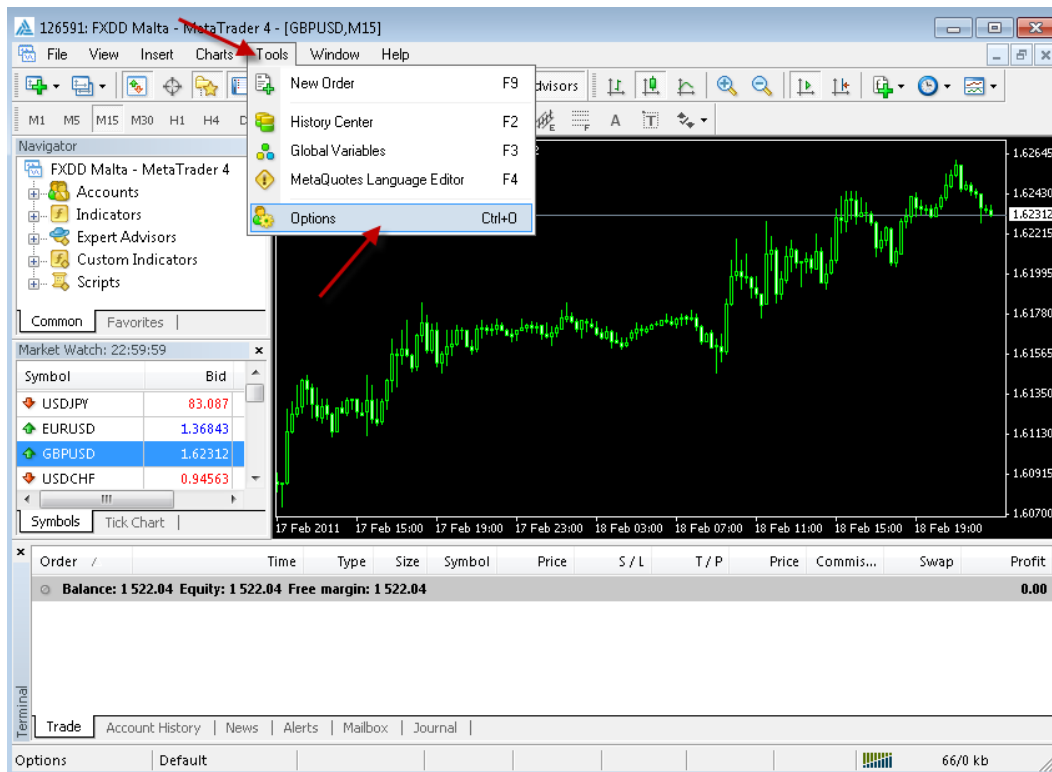 126591: FXDD Malta - MetaTrader 4 - [GBPUSD,M15]
File View Insert Charts Tools Window Help
New Order F9
History Center F2
Global Variables F3
MetaQuotes Language Editor F4
Options Ctrl+O
M1 M5 M15 M30 H1 H4
A T
Navigator
FXDD Malta - MetaTrader 4
Accounts
Indicators
Expert Advisors
Custom Indicators
Scripts
Common Favorites
Market Watch: 22:59:59
Symbol Bid
USDJPY 83.087
EURUSD 1.36843
GBPUSD 1.62312
USDCHF 0.94563
Symbols Tick Chart
1.62645
1.62430
1.62312
1.62215
1.61995
1.61780
1.61565
1.61350
1.61130
1.60915
1.60700
17 Feb 2011 17 Feb 15:00 17 Feb 19:00 17 Feb 23:00 18 Feb 03:00 18 Feb 07:00 18 Feb 11:00 18 Feb 15:00 18 Feb 19:00
Order / Time Type Size Symbol Price S / L T / P Price Commis... Swap Profit
Balance: 1 522.04 Equity: 1 522.04 Free margin: 1 522.04 0.00
Terminal
Trade Account History News Alerts Mailbox Journal
Options Default 66/0 kb